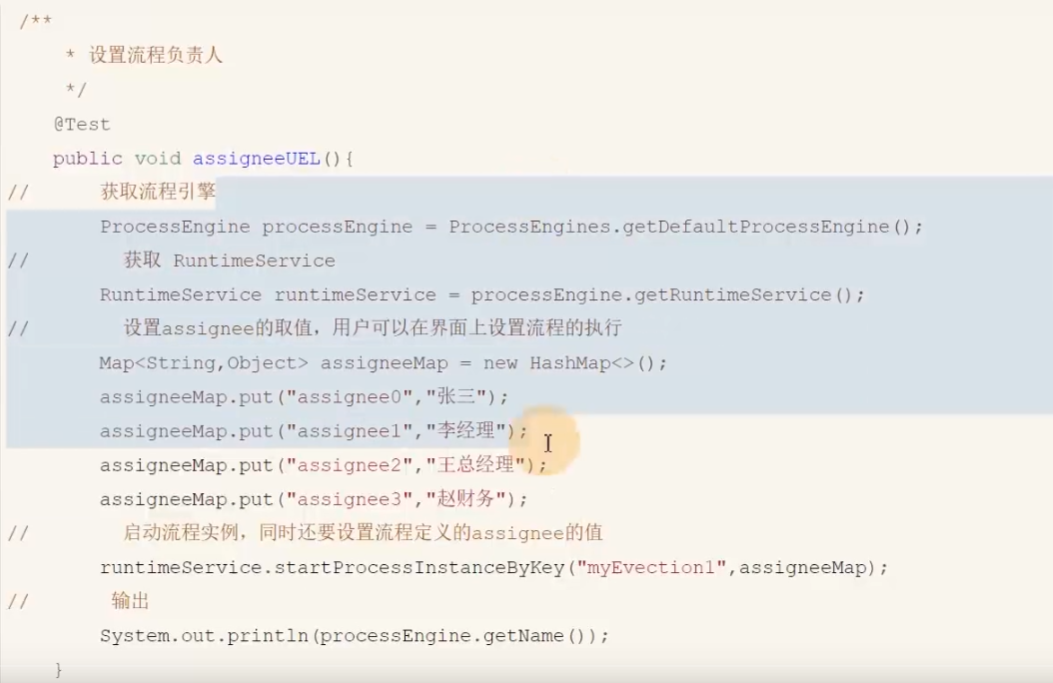 /**
* 设置流程负责人
*/
@Test
public void assigneeUEL(){
// 获取流程引擎
ProcessEngine processEngine = ProcessEngines.getDefaultProcessEngine();
// 获取 RuntimeService
RuntimeService runtimeService = processEngine.getRuntimeService();
// 设置assignee的取值，用户可以在界面上设置流程的执行
Map<String,Object> assigneeMap = new HashMap<>();
assigneeMap.put("assignee0","张三");
assigneeMap.put("assignee1","李经理");
assigneeMap.put("assignee2","王总经理");
assigneeMap.put("assignee3","赵财务");
// 启动流程实例，同时还要设置流程定义的assignee的值
runtimeService.startProcessInstanceByKey("myEvection1",assigneeMap);
// 输出
System.out.println(processEngine.getName());
}